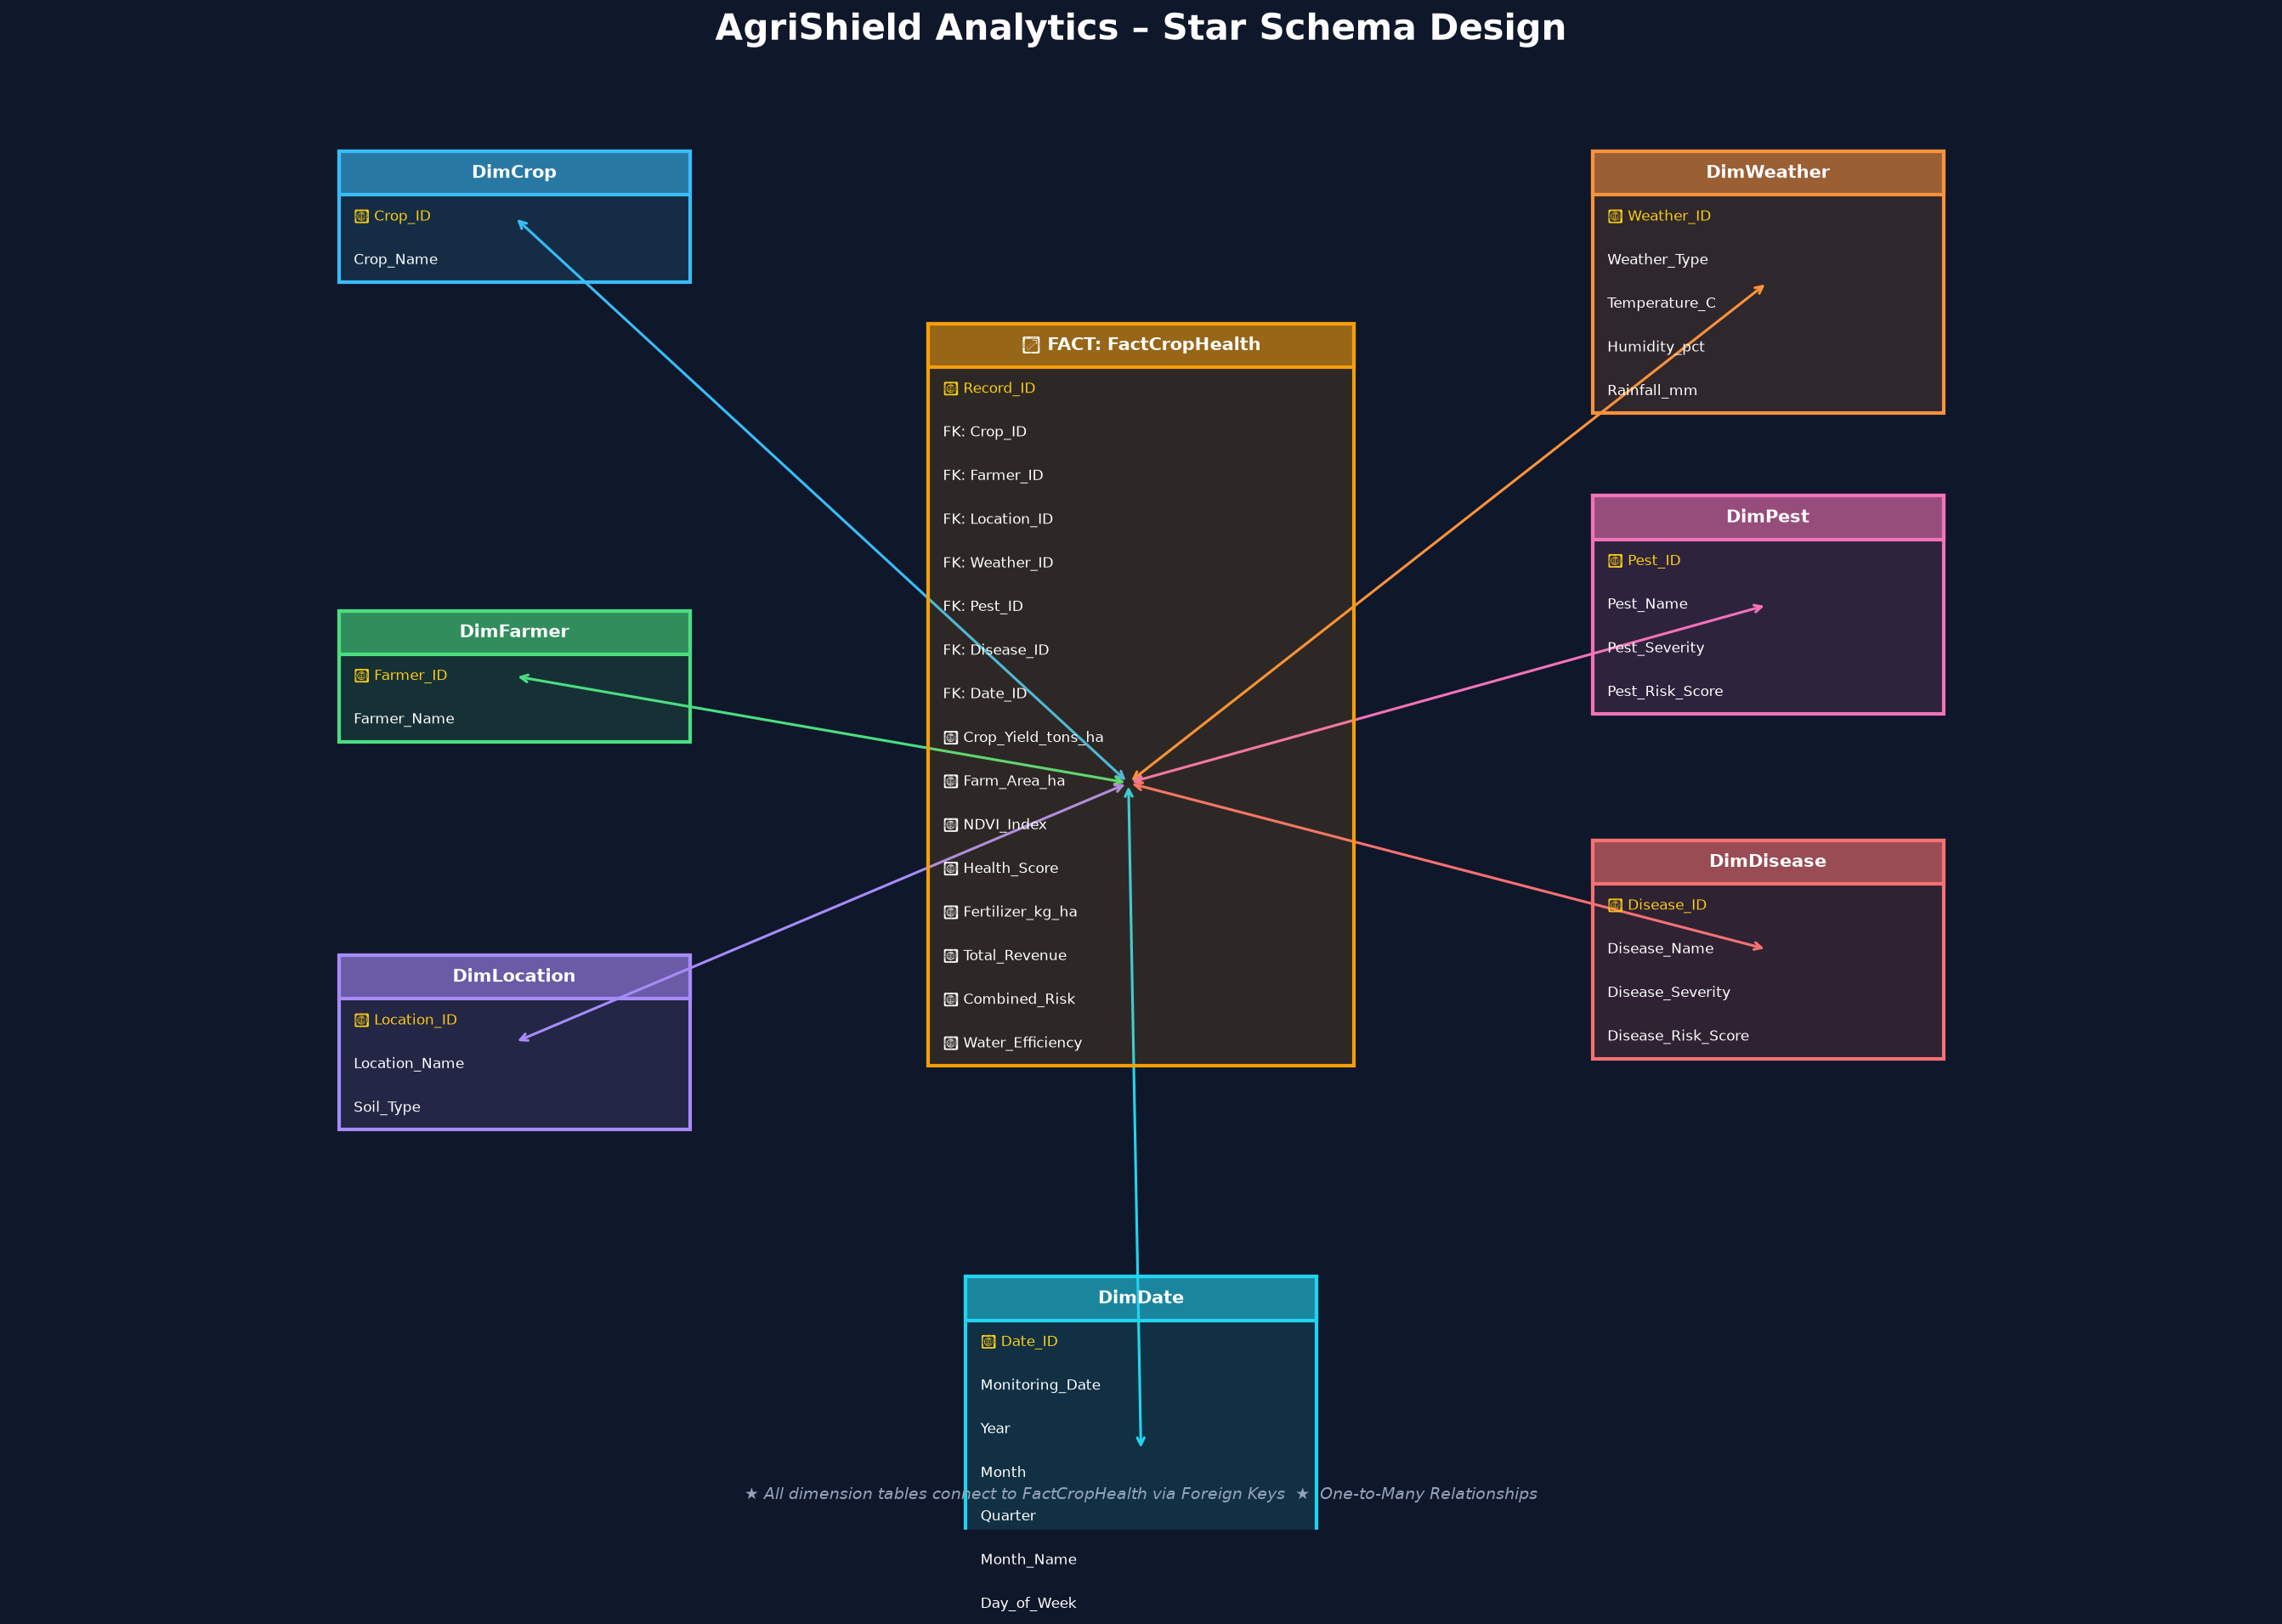 AgriShield Analytics – Star Schema Design
DimCrop
Crop_ID
Crop_Name
DimFarmer
Farmer_ID
Farmer_Name
DimLocation
Location_ID
Location_Name
Soil_Type
FACT: FactCropHealth
Record_ID
FK: Crop_ID
FK: Farmer_ID
FK: Location_ID
FK: Weather_ID
FK: Pest_ID
FK: Disease_ID
FK: Date_ID
Crop_Yield_tons_ha
Farm_Area_ha
NDVI_Index
Health_Score
Fertilizer_kg_ha
Total_Revenue
Combined_Risk
Water_Efficiency
DimWeather
Weather_ID
Weather_Type
Temperature_C
Humidity_pct
Rainfall_mm
DimPest
Pest_ID
Pest_Name
Pest_Severity
Pest_Risk_Score
DimDisease
Disease_ID
Disease_Name
Disease_Severity
Disease_Risk_Score
DimDate
Date_ID
Monitoring_Date
Year
Month
★ All dimension tables connect to FactCropHealth via Foreign Keys ★ One-to-Many Relationships
Quarter
Month_Name
Day_of_Week